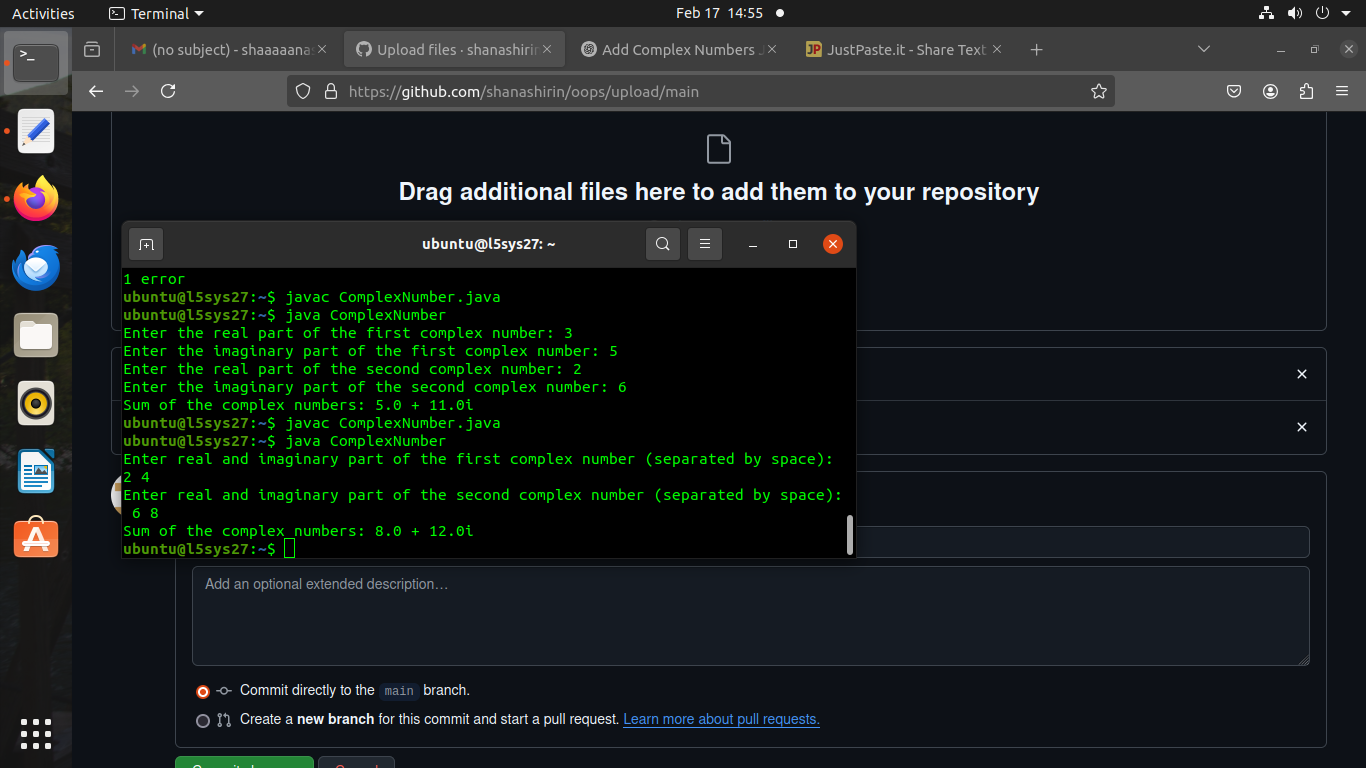 Activities
Terminal
Feb 17 14:55
(no subject) - shaaaaana
Upload files · shanashirin
Add Complex Numbers
JP
JustPaste.it - Share Text
https://github.com/shanashirin/oops/upload/main
Drag additional files here to add them to your repository
ubuntu@l5sys27: ~
1 error
ubuntu@l5sys27:~$ javac ComplexNumber.java
ubuntu@l5sys27:~$ java ComplexNumber
Enter the real part of the first complex number: 3
Enter the imaginary part of the first complex number: 5
Enter the real part of the second complex number: 2
Enter the imaginary part of the second complex number: 6
Sum of the complex numbers: 5.0 + 11.0i
ubuntu@l5sys27:~$ javac ComplexNumber.java
ubuntu@l5sys27:~$ java ComplexNumber
Enter real and imaginary part of the first complex number (separated by space):
2 4
Enter real and imaginary part of the second complex number (separated by space):
6 8
Sum of the complex numbers: 8.0 + 12.0i
ubuntu@l5sys27:~$
Add an optional extended description…
Commit directly to the main branch.
Create a new branch for this commit and start a pull request. Learn more about pull requests.